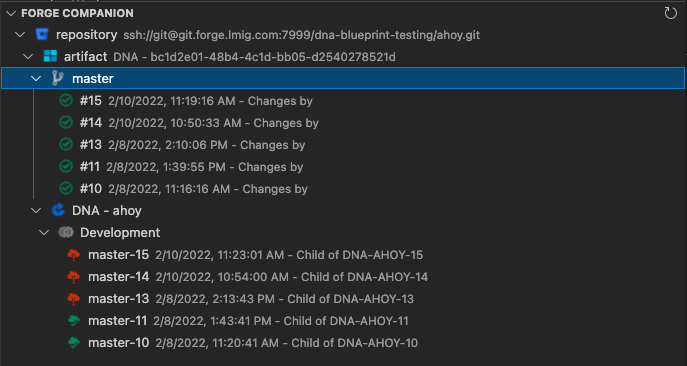 FORGE COMPANION
repository ssh://git@git.forge.lmig.com:7999/dna-blueprint-testing/ahoy.git
artifact DNA - bc1d2e01-48b4-4c1d-bb05-d2540278521d
master
#15 2/10/2022, 11:19:16 AM - Changes by
#14 2/10/2022, 10:50:33 AM - Changes by
#13 2/8/2022, 2:10:06 PM - Changes by
#11 2/8/2022, 1:39:55 PM - Changes by
#10 2/8/2022, 11:16:16 AM - Changes by
DNA - ahoy
Development
master-15 2/10/2022, 11:23:01 AM - Child of DNA-AHOY-15
master-14 2/10/2022, 10:54:00 AM - Child of DNA-AHOY-14
master-13 2/8/2022, 2:13:43 PM - Child of DNA-AHOY-13
master-11 2/8/2022, 1:43:41 PM - Child of DNA-AHOY-11
master-10 2/8/2022, 11:20:41 AM - Child of DNA-AHOY-10